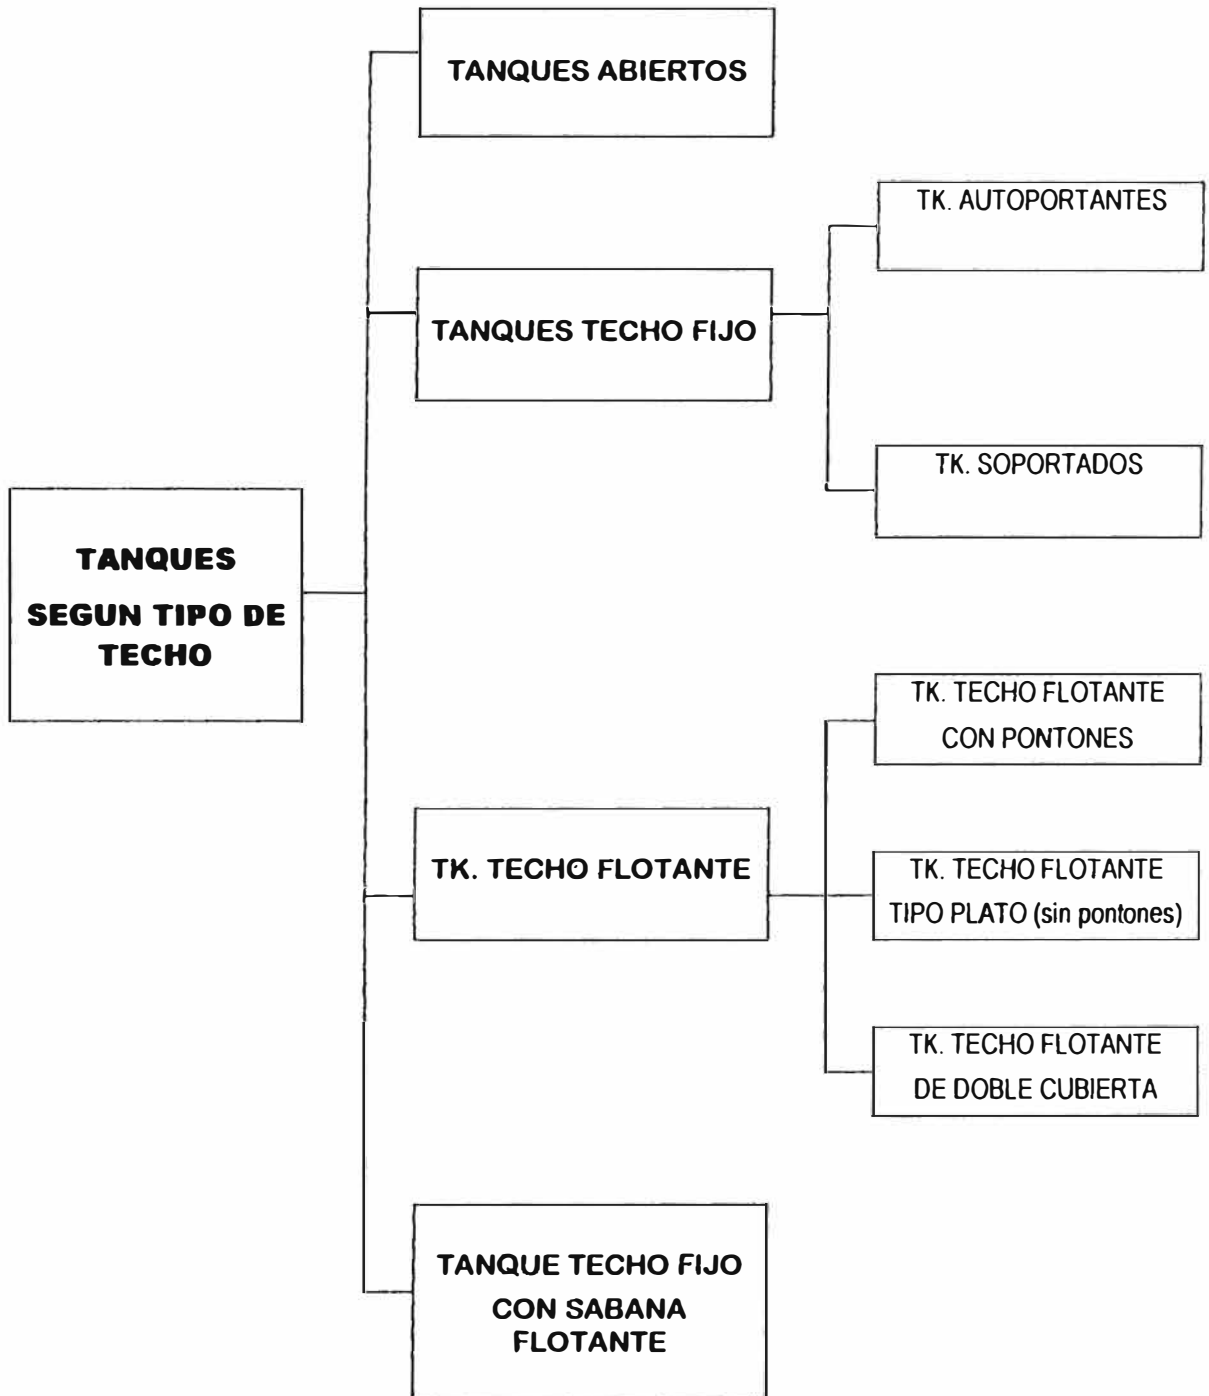 TANQUES ABIERTOS
TK. AUTOPORTANTES
TANQUES TECHO FIJO
TK. SOPORTADOS
TANQUES
SEGUN TIPO DE
TECHO
TK. TECHO FLOTANTE
CON PONTONES
TK. TECHO FLOTANTE
TK. TECHO FLOTANTE
TIPO PLATO (sin pontones)
TK. TECHO FLOTANTE
DE DOBLE CUBIERTA
TANQUE TECHO FIJO
CON SABANA
FLOTANTE